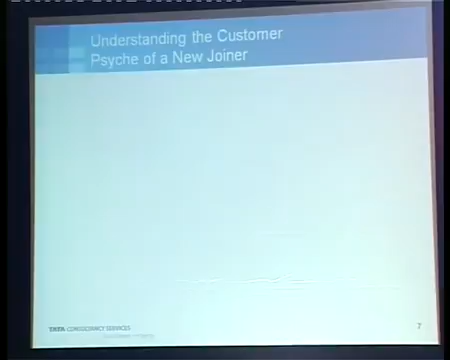 Understanding the Customer
Psyche of a New Joiner
TATA CONSULTANCY SERVICES
7